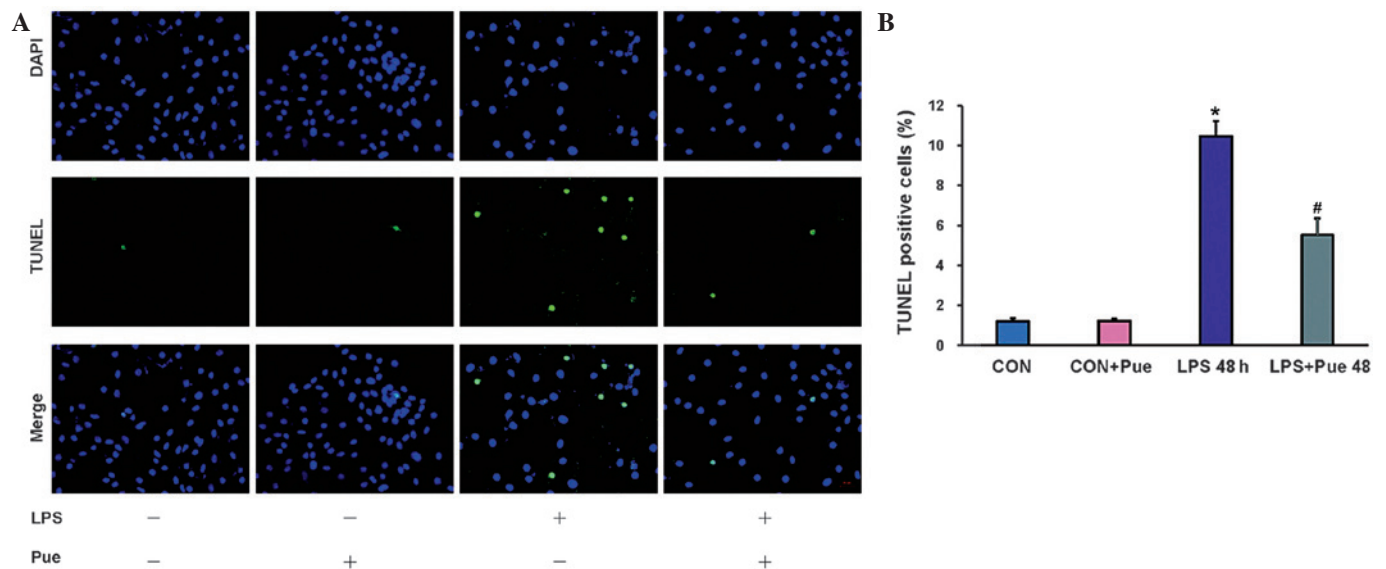 A
B
DAPI
TUNEL
Merge
LPS
− − + +
Pue
− + − +
TUNEL positive cells (%)
12
10
8
6
4
2
0
*
#
CON CON+Pue LPS 48 h LPS+Pue 48